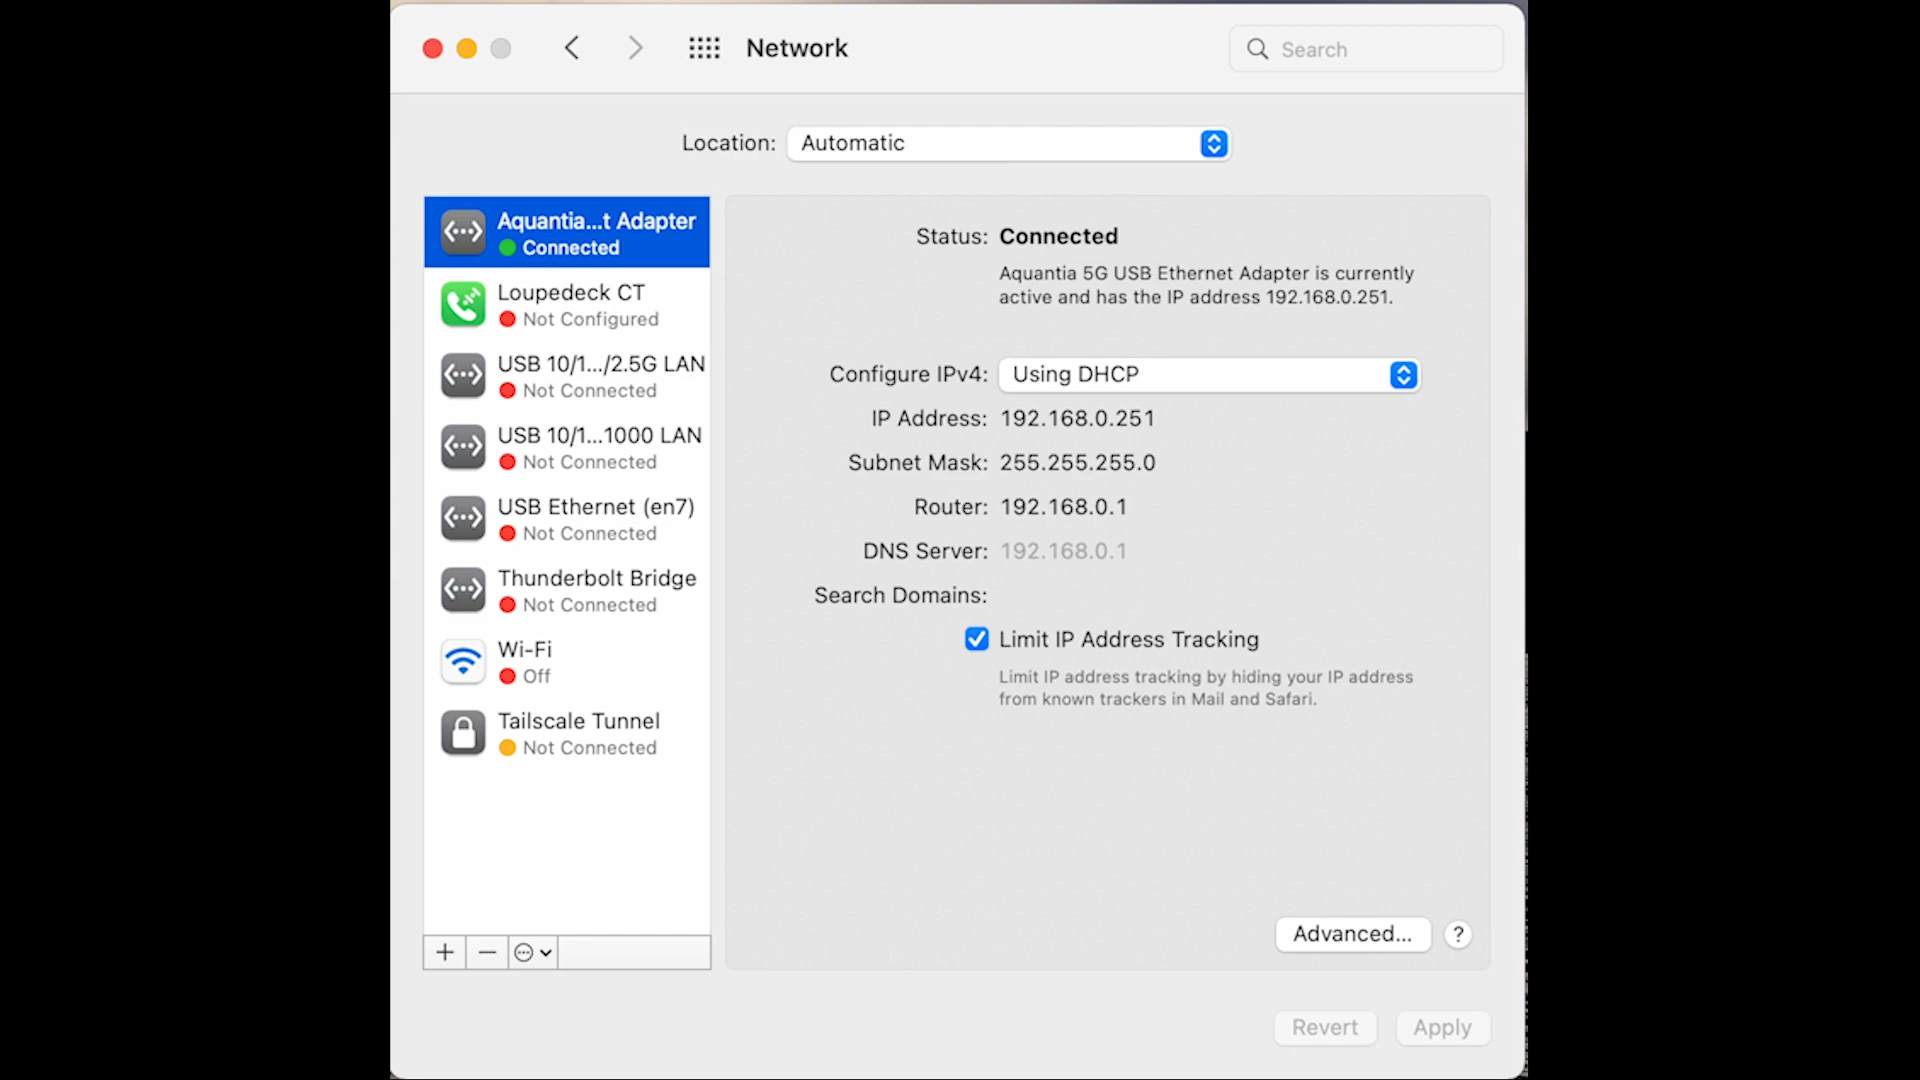 Network
Search
Location: Automatic
Aquantia...t Adapter
Connected
Loupedeck CT
Not Configured
USB 10/1.../2.5G LAN
Not Connected
USB 10/1...1000 LAN
Not Connected
USB Ethernet (en7)
Not Connected
Thunderbolt Bridge
Not Connected
Wi-Fi
Off
Tailscale Tunnel
Not Connected
Status: Connected
Aquantia 5G USB Ethernet Adapter is currently
active and has the IP address 192.168.0.251.
Configure IPv4: Using DHCP
IP Address: 192.168.0.251
Subnet Mask: 255.255.255.0
Router: 192.168.0.1
DNS Server: 192.168.0.1
Search Domains:
Limit IP Address Tracking
Limit IP address tracking by hiding your IP address
from known trackers in Mail and Safari.
Advanced... ?
Revert Apply